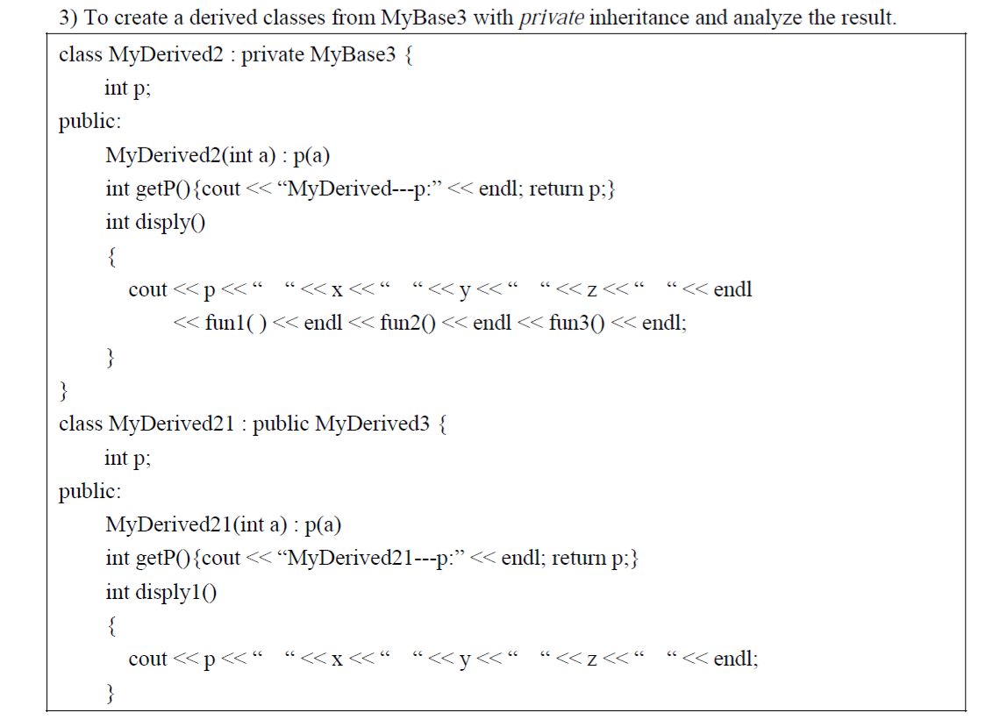 3) To create a derived classes from MyBase3 with private inheritance and analyze the result.
class MyDerived2 : private MyBase3 {
int p;
public:
MyDerived2(int a) : p(a)
int getP(){cout << “MyDerived---p:” << endl; return p;}
int disply()
{
cout << p << “  “ << x << “  “ << y << “  “ << z << “  “ << endl
<< fun1( ) << endl << fun2() << endl << fun3() << endl;
}
}
class MyDerived21 : public MyDerived3 {
int p;
public:
MyDerived21(int a) : p(a)
int getP(){cout << “MyDerived21---p:” << endl; return p;}
int disply1()
{
cout << p << “  “ << x << “  “ << y << “  “ << z << “  “ << endl;
}